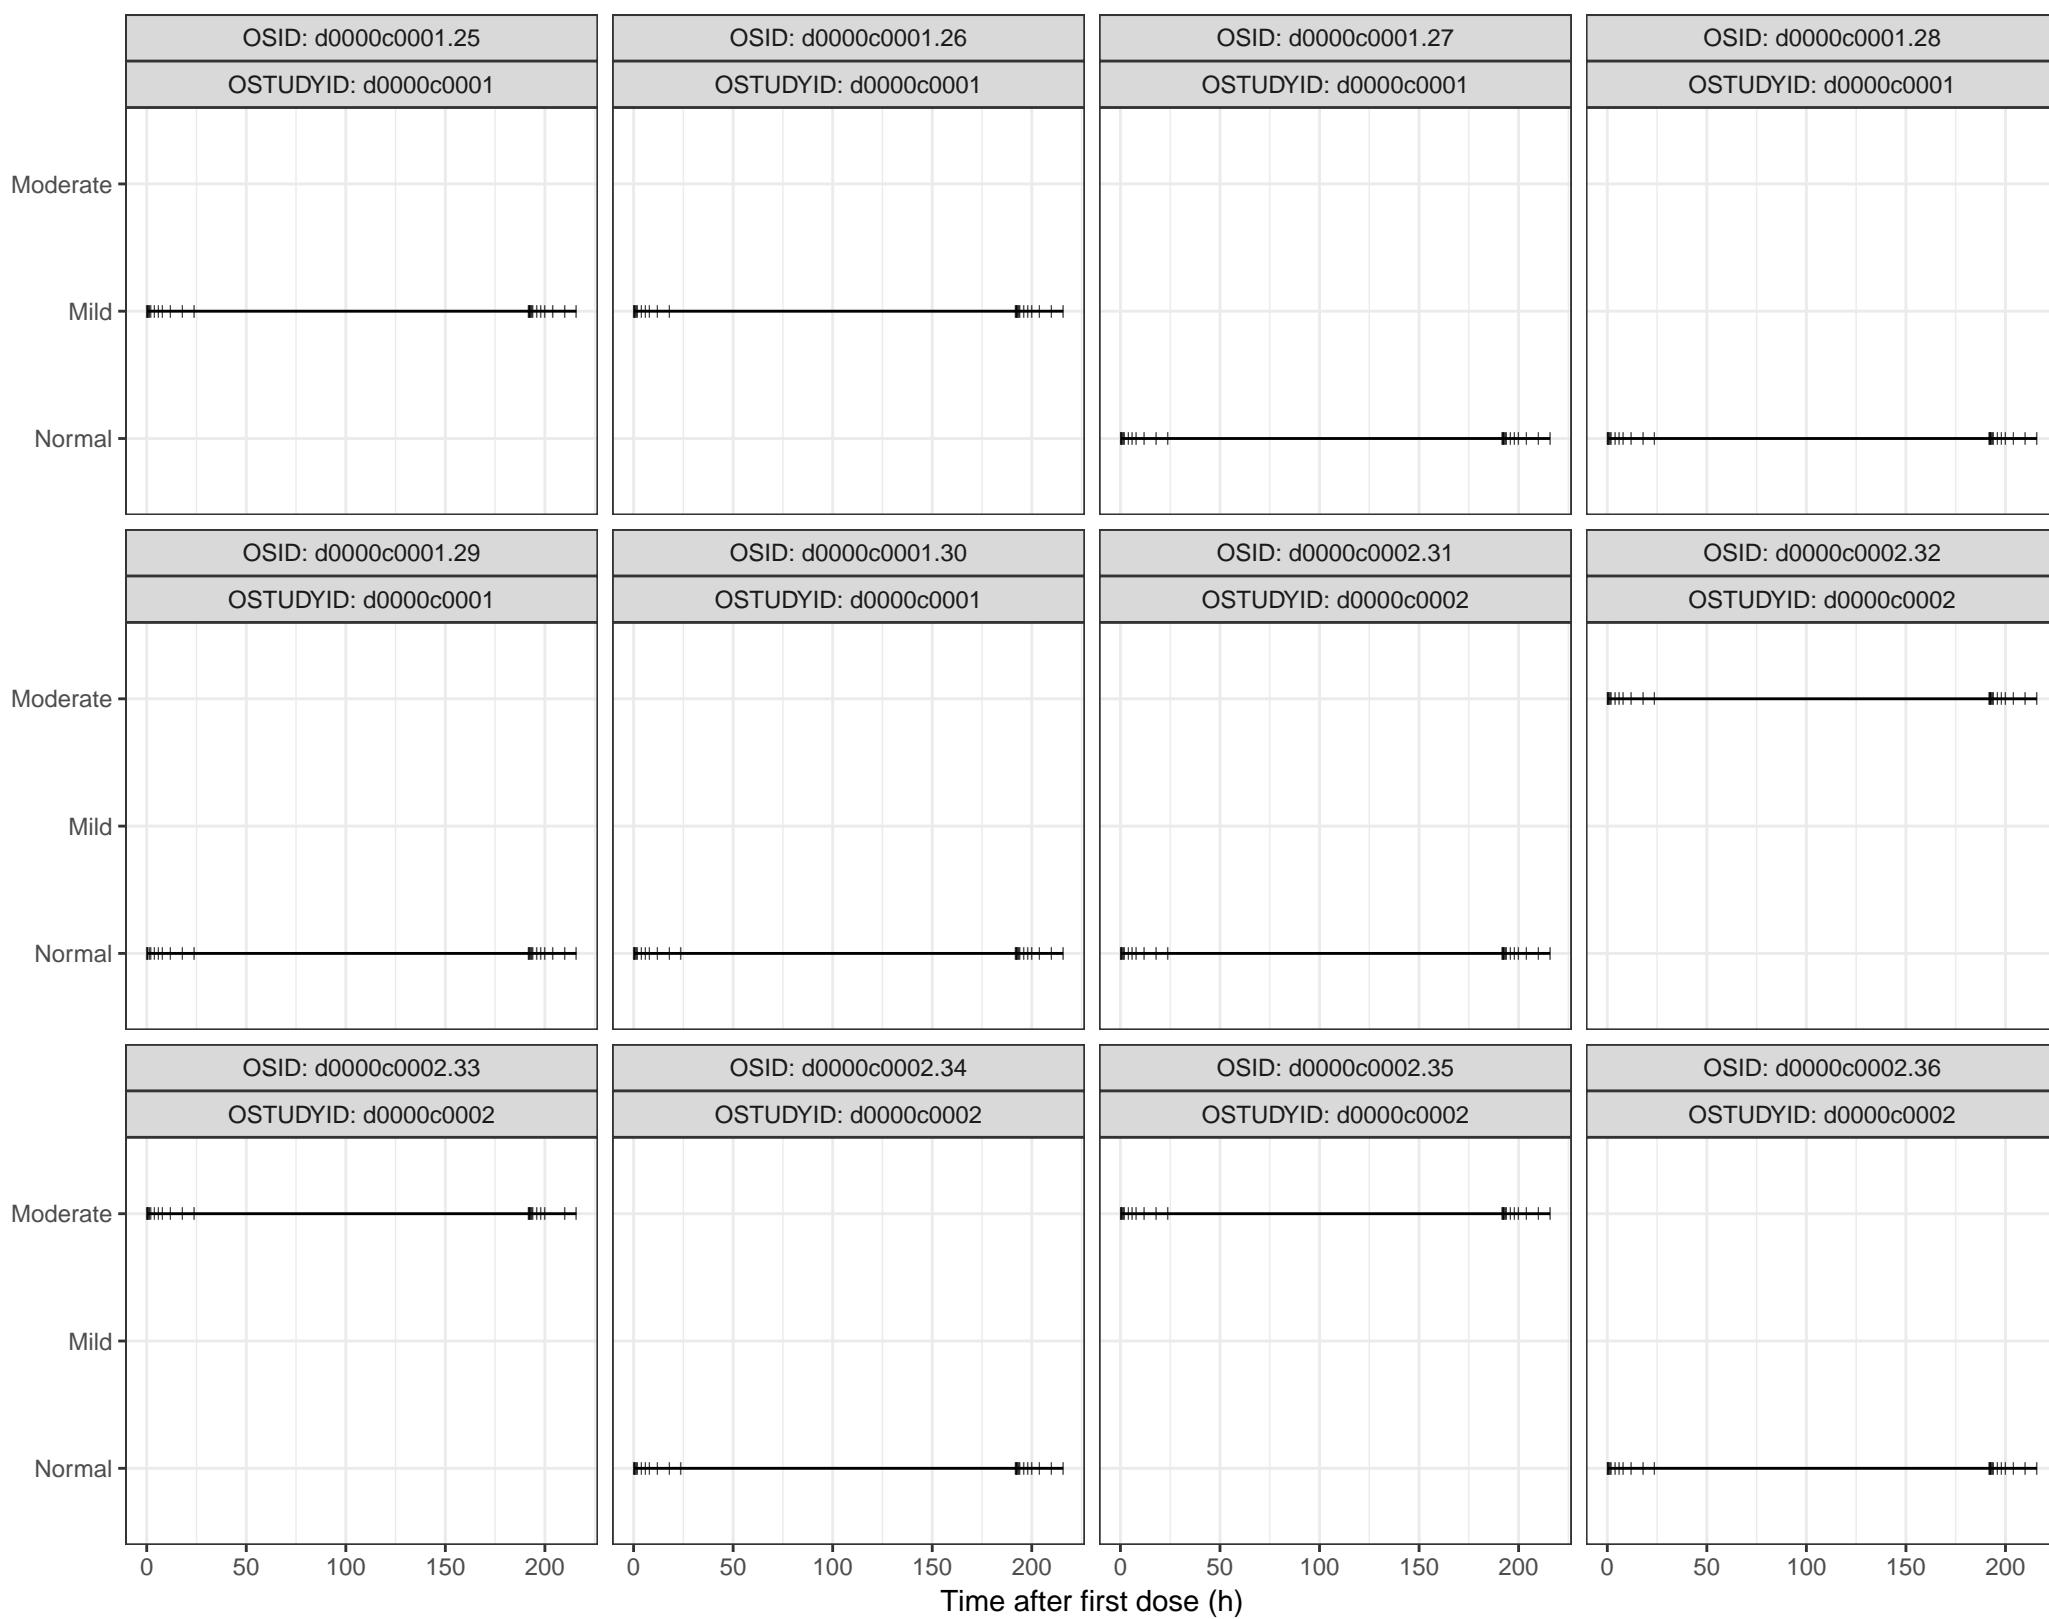 OSID: d0000c0001.25
OSID: d0000c0001.26
OSID: d0000c0001.27
OSID: d0000c0001.28
OSTUDYID: d0000c0001
OSTUDYID: d0000c0001
OSTUDYID: d0000c0001
OSTUDYID: d0000c0001
Moderate
Mild
Normal
OSID: d0000c0001.29
OSID: d0000c0001.30
OSID: d0000c0002.31
OSID: d0000c0002.32
OSTUDYID: d0000c0001
OSTUDYID: d0000c0001
OSTUDYID: d0000c0002
OSTUDYID: d0000c0002
Moderate
Mild
Normal
OSID: d0000c0002.33
OSID: d0000c0002.34
OSID: d0000c0002.35
OSID: d0000c0002.36
OSTUDYID: d0000c0002
OSTUDYID: d0000c0002
OSTUDYID: d0000c0002
OSTUDYID: d0000c0002
Moderate
Mild
Normal
0 50 100 150 200
0 50 100 150 200
0 50 100 150 200
0 50 100 150 200
Time after first dose (h)